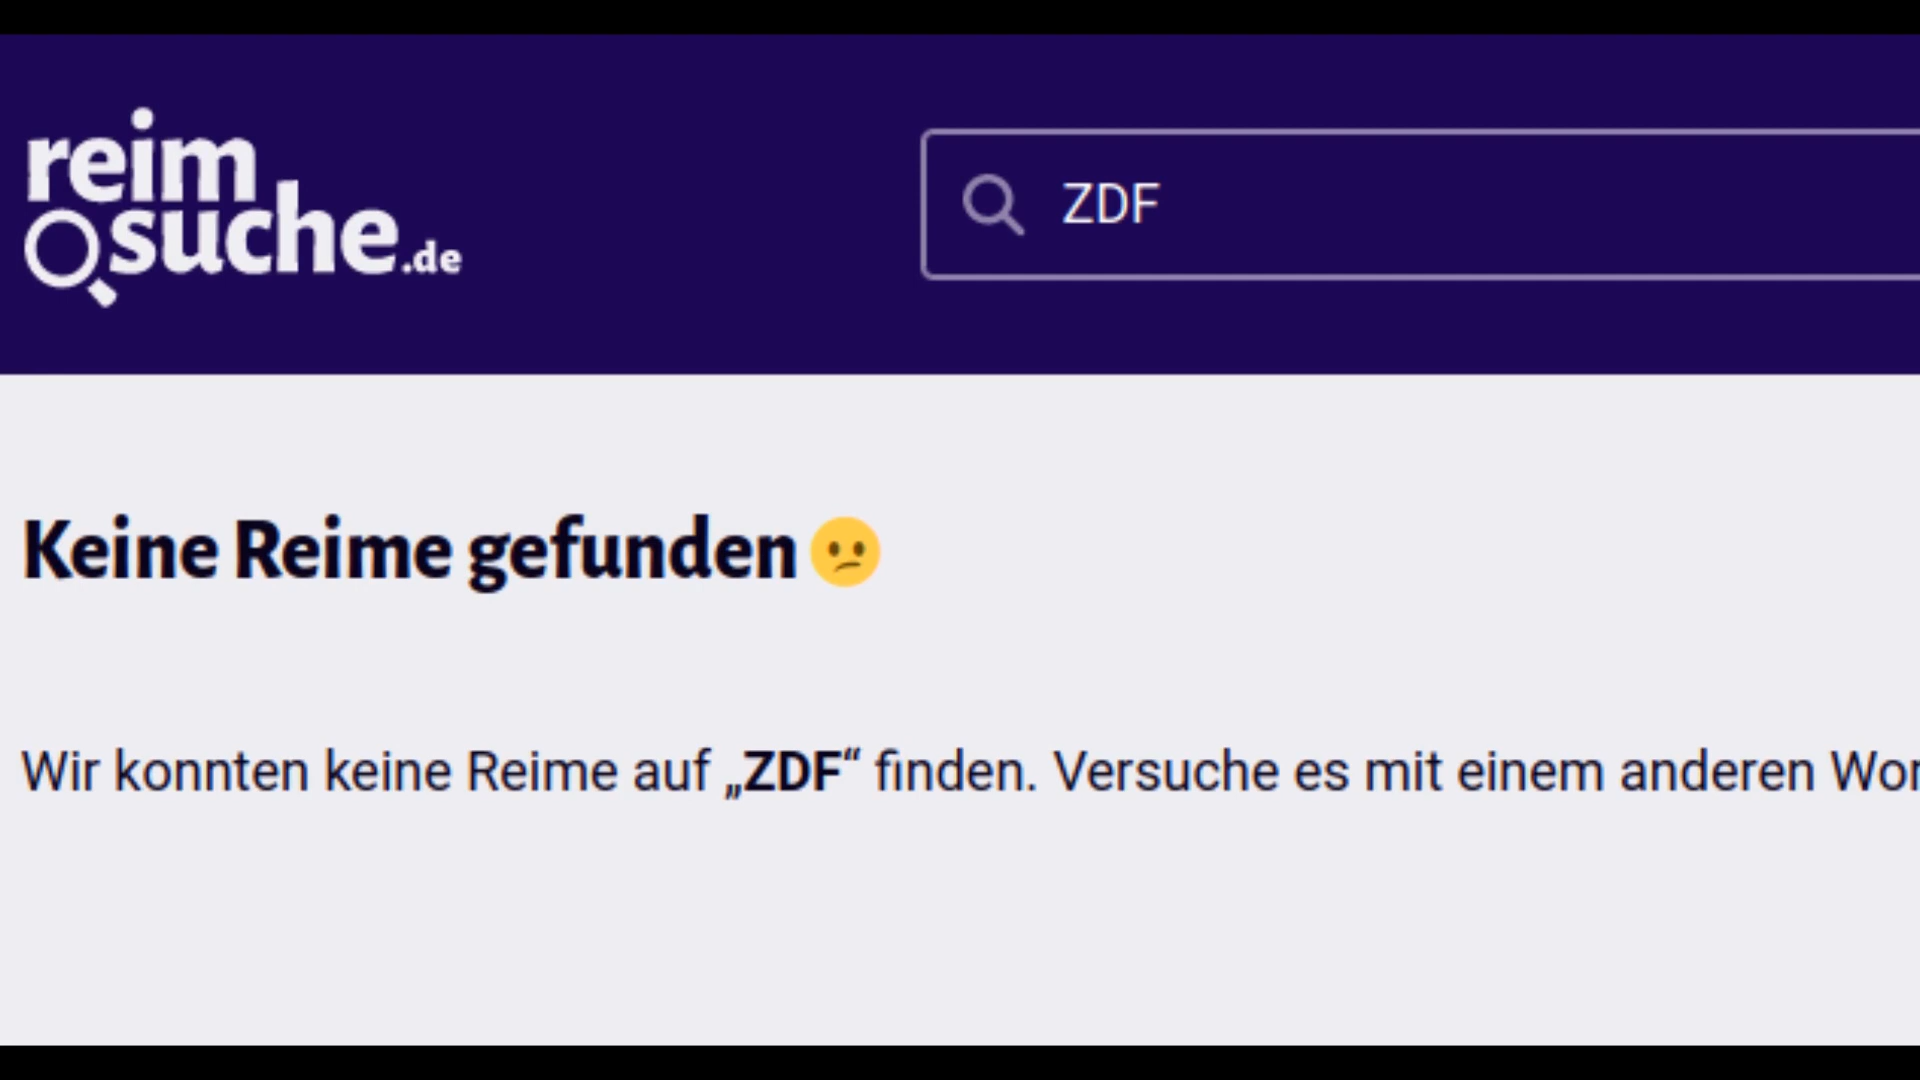 reim
suche.de
ZDF
Keine Reime gefunden 😕
Wir konnten keine Reime auf „ZDF“ finden. Versuche es mit einem anderen